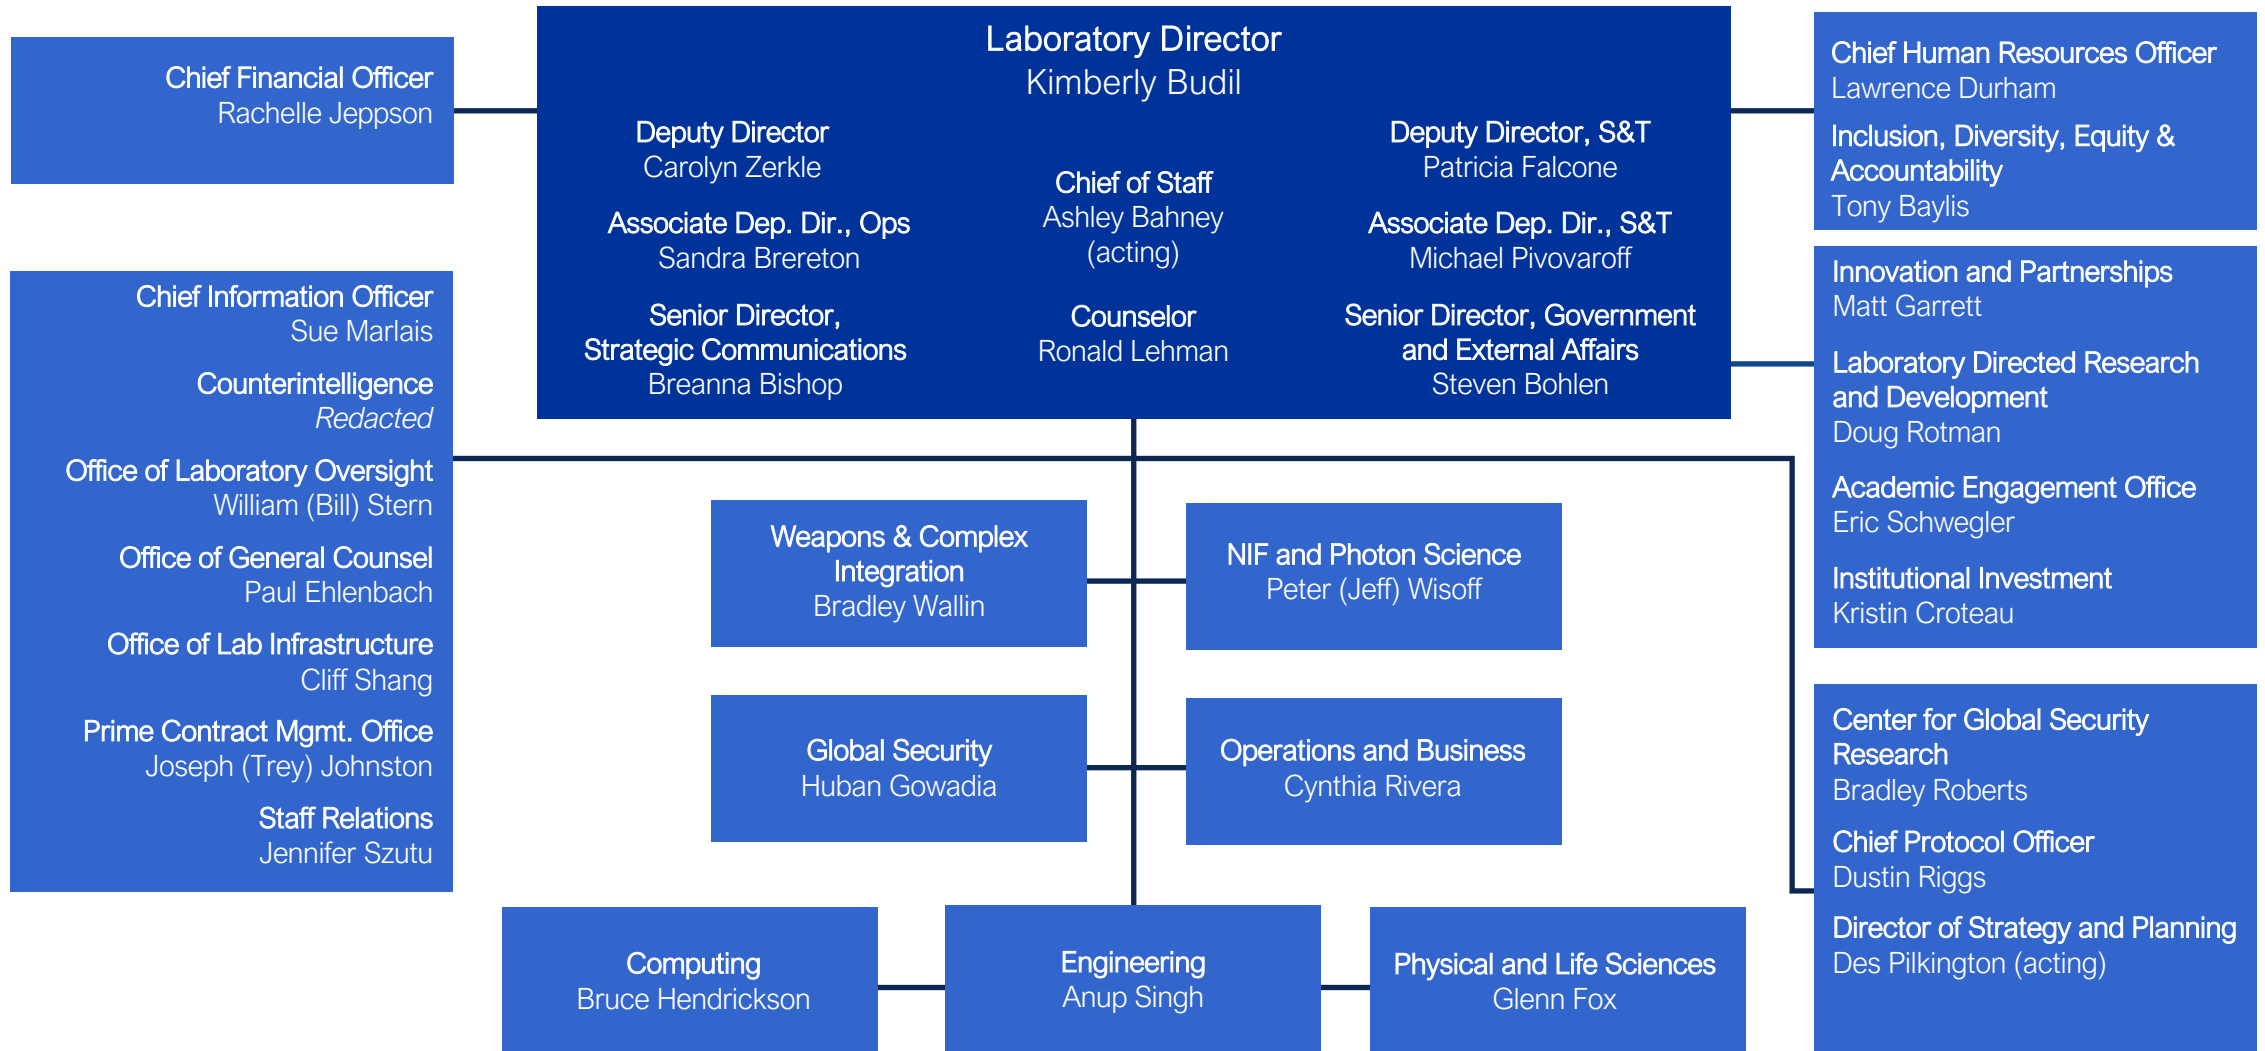 Chief Financial Officer
Rachelle Jeppson
Laboratory Director
Kimberly Budil
Deputy Director
Carolyn Zerkle
Associate Dep. Dir., Ops
Sandra Brereton
Senior Director,
Strategic Communications
Breanna Bishop
Chief of Staff
Ashley Bahney
(acting)
Counselor
Ronald Lehman
Deputy Director, S&T
Patricia Falcone
Associate Dep. Dir., S&T
Michael Pivovaroff
Senior Director, Government
and External Affairs
Steven Bohlen
Chief Human Resources Officer
Lawrence Durham
Inclusion, Diversity, Equity &
Accountability
Tony Baylis
Chief Information Officer
Sue Marlais
Counterintelligence
Redacted
Office of Laboratory Oversight
William (Bill) Stern
Office of General Counsel
Paul Ehlenbach
Office of Lab Infrastructure
Cliff Shang
Prime Contract Mgmt. Office
Joseph (Trey) Johnston
Staff Relations
Jennifer Szutu
Innovation and Partnerships
Matt Garrett
Laboratory Directed Research
and Development
Doug Rotman
Academic Engagement Office
Eric Schwegler
Institutional Investment
Kristin Croteau
Weapons & Complex
Integration
Bradley Wallin
NIF and Photon Science
Peter (Jeff) Wisoff
Global Security
Huban Gowadia
Operations and Business
Cynthia Rivera
Center for Global Security
Research
Bradley Roberts
Chief Protocol Officer
Dustin Riggs
Director of Strategy and Planning
Des Pilkington (acting)
Computing
Bruce Hendrickson
Engineering
Anup Singh
Physical and Life Sciences
Glenn Fox